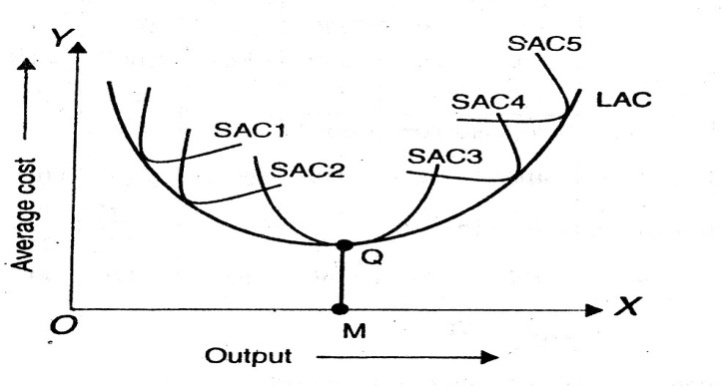 Y
SAC5
SAC4
LAC
SAC1
SAC3
SAC2
Average cost
Q
O
X
M
Output